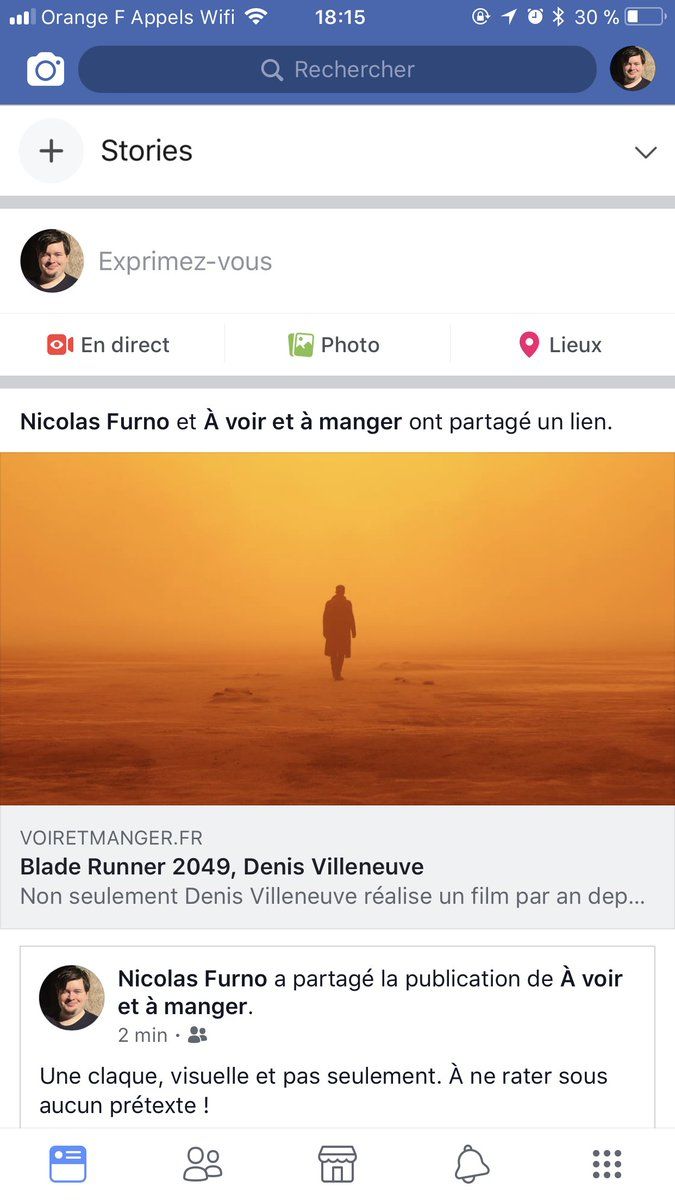 Orange F Appels Wifi 18:15 30 %
Rechercher
Stories
Exprimez-vous
En direct Photo Lieux
Nicolas Furno et À voir et à manger ont partagé un lien.
VOIRETMANGER.FR
Blade Runner 2049, Denis Villeneuve
Non seulement Denis Villeneuve réalise un film par an dep...
Nicolas Furno a partagé la publication de À voir
et à manger.
2 min ·
Une claque, visuelle et pas seulement. À ne rater sous
aucun prétexte !